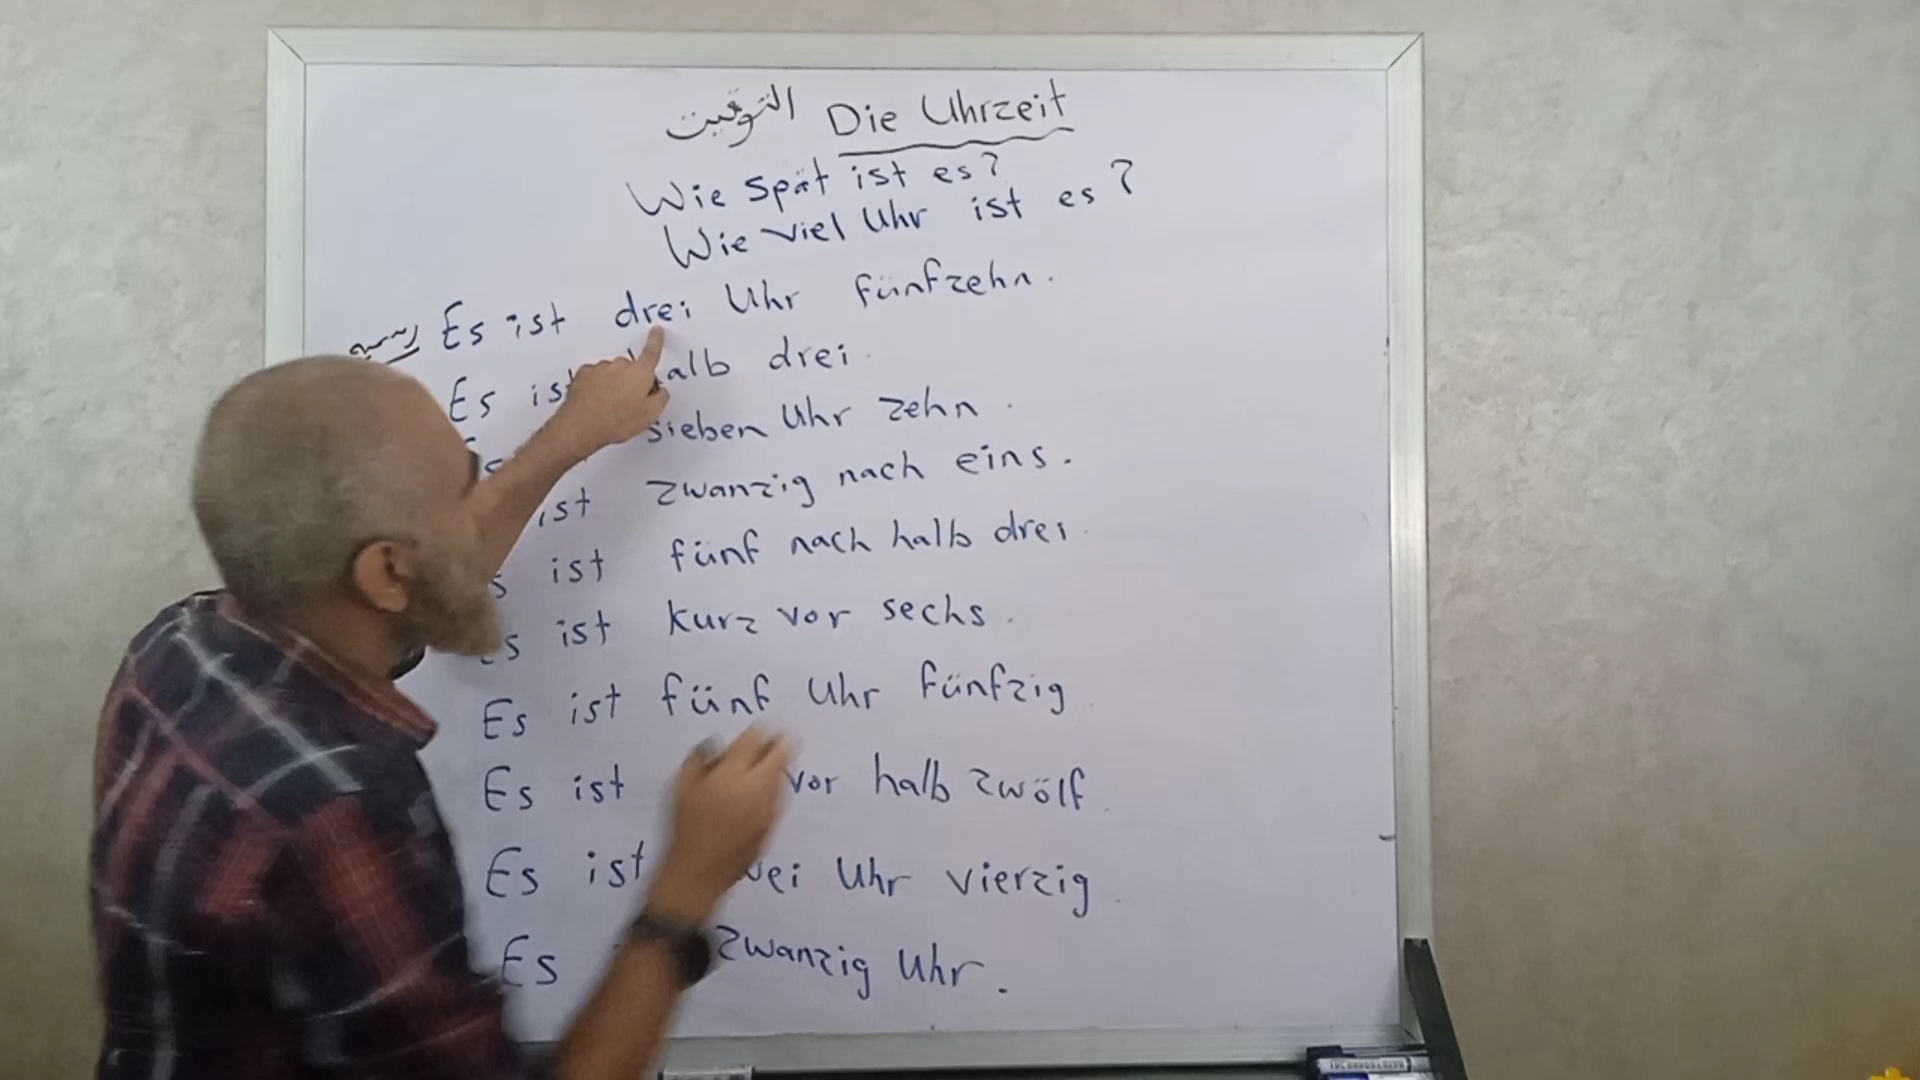 التوقيت Die Uhrzeit
Wie spät ist es?
Wie viel Uhr ist es?
رسمية Es ist drei Uhr fünfzehn.
Es ist halb drei.
sieben Uhr zehn.
ist zwanzig nach eins.
ist fünf nach halb drei.
Es ist kurz vor sechs.
Es ist fünf Uhr fünfzig.
Es ist vor halb zwölf.
Es ist Uhr vierzig.
Es zwanzig Uhr.